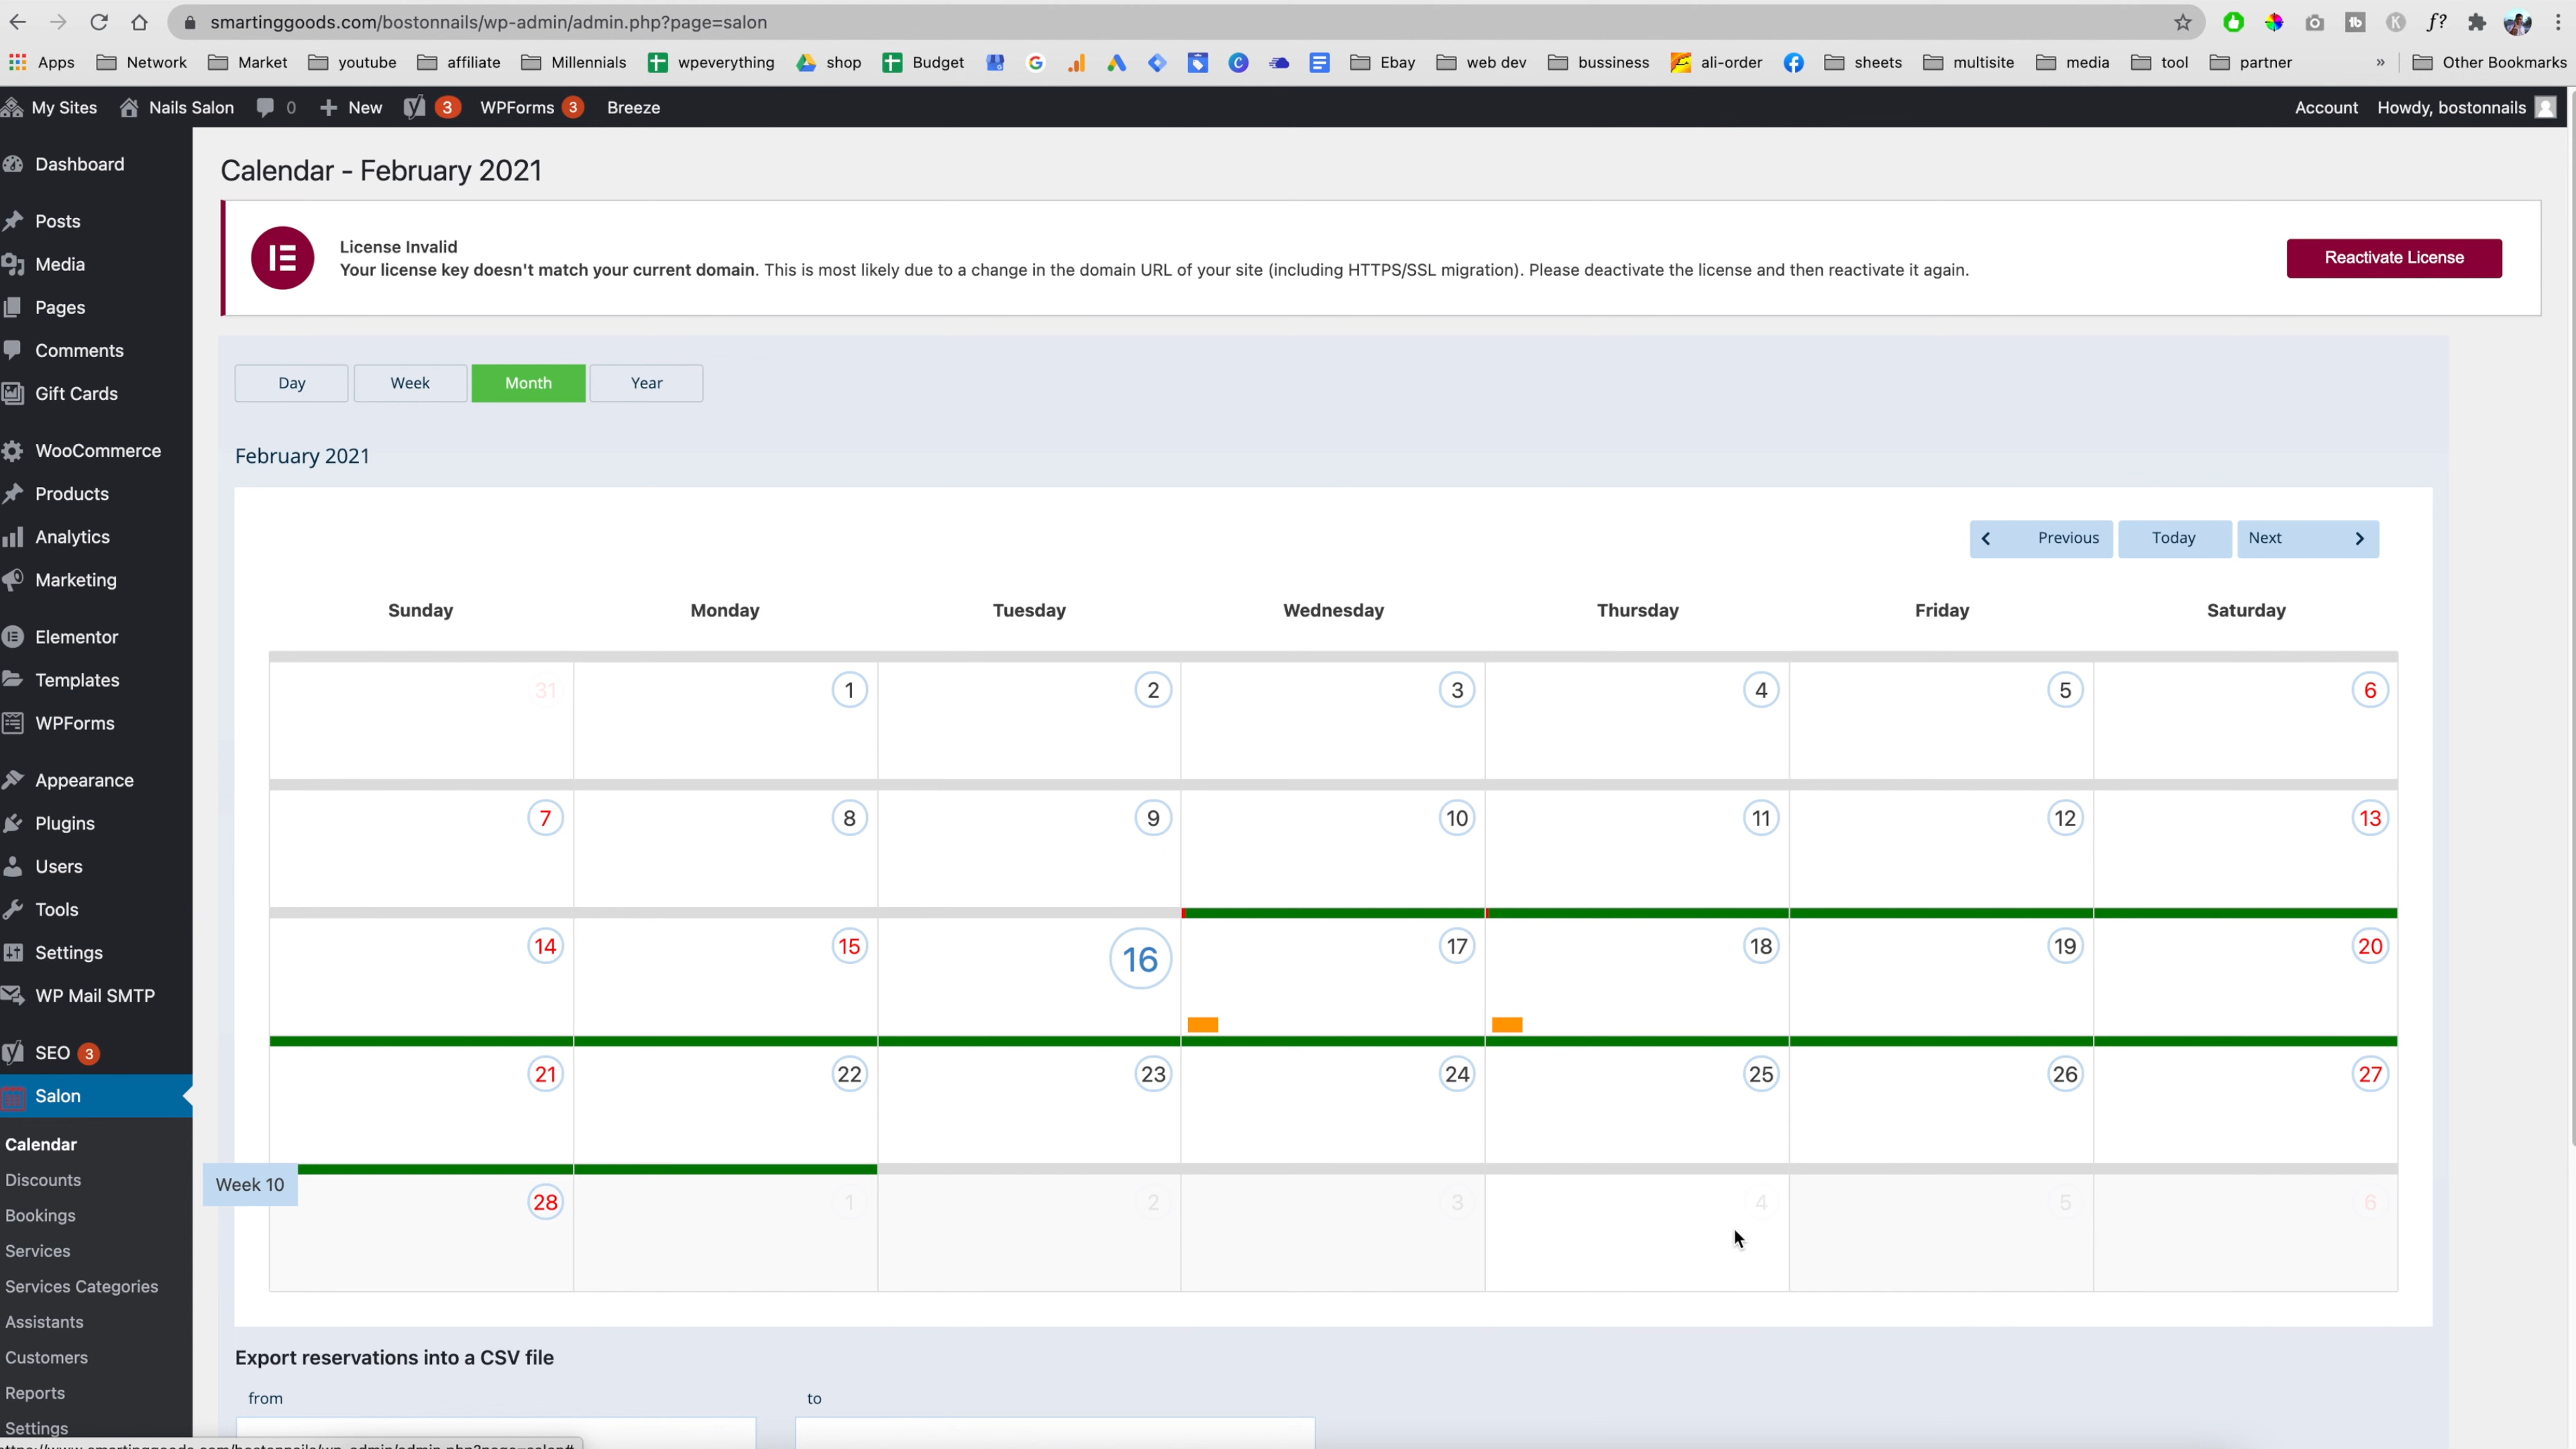 smartinggoods.com/bostonnails/wp-admin/admin.php?page=salon
Apps Network Market youtube affiliate Millennials wpeverything shop Budget Ebay web dev bussiness ali-order sheets multisite media tool partner » Other Bookmarks
My Sites Nails Salon 0 New 3 WPForms 3 Breeze Account Howdy, bostonnails
Dashboard
Posts
Media
Pages
Comments
Gift Cards
WooCommerce
Products
Analytics
Marketing
Elementor
Templates
WPForms
Appearance
Plugins
Users
Tools
Settings
WP Mail SMTP
SEO 3
Salon
Calendar
Discounts
Bookings
Services
Services Categories
Assistants
Customers
Reports
Settings
Calendar - February 2021
License Invalid
Your license key doesn't match your current domain. This is most likely due to a change in the domain URL of your site (including HTTPS/SSL migration). Please deactivate the license and then reactivate it again.
Reactivate License
Day Week Month Year
February 2021
Previous Today Next
Sunday Monday Tuesday Wednesday Thursday Friday Saturday
31 1 2 3 4 5 6
7 8 9 10 11 12 13
14 15 16 17 18 19 20
21 22 23 24 25 26 27
Week 10
28 1 2 3 4 5 6
Export reservations into a CSV file
from to